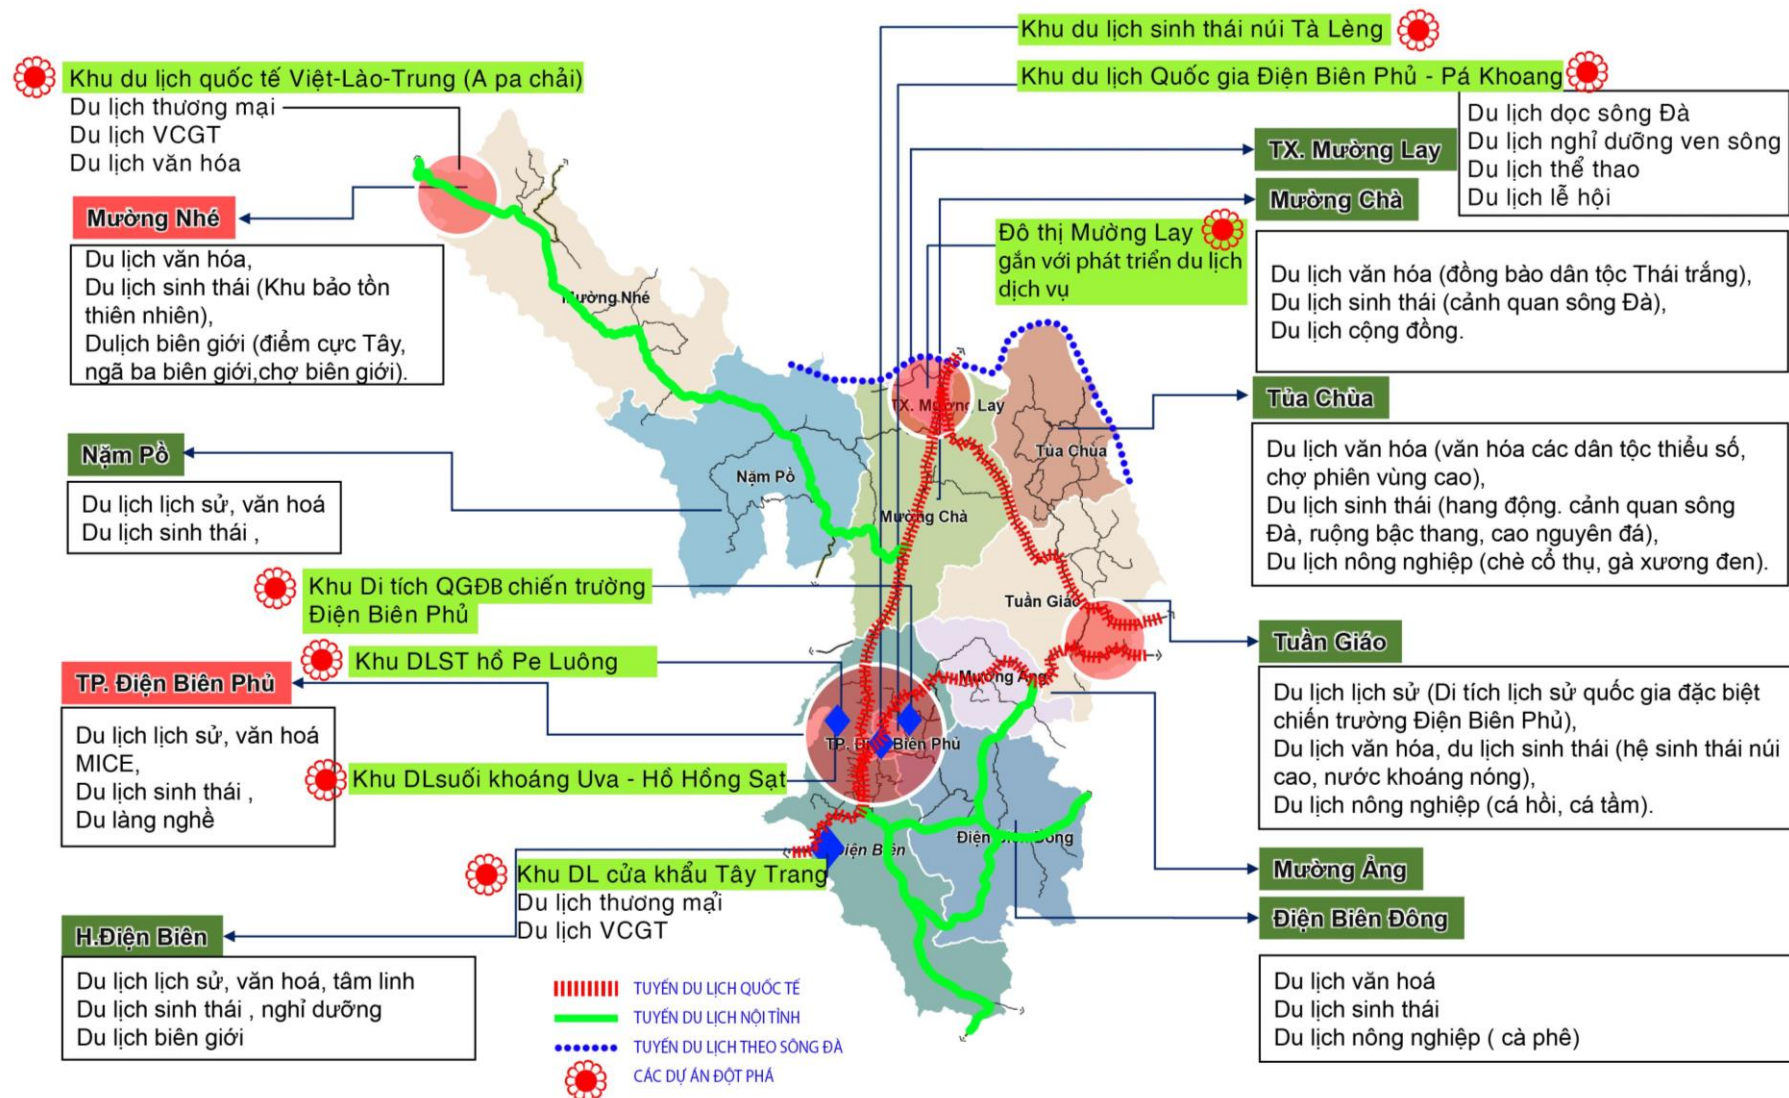 Khu du lịch sinh thái núi Tà Lèng
Khu du lịch quốc tế Việt-Lào-Trung (A pa chải)
Du lịch thương mại
Du lịch VCGT
Du lịch văn hóa
Khu du lịch Quốc gia Điện Biên Phủ - Pá Khoang
Du lịch dọc sông Đà
Du lịch nghỉ dưỡng ven sông
Du lịch thể thao
Du lịch lễ hội
TX. Mường Lay
Mường Chà
Mường Nhé
Du lịch văn hóa,
Du lịch sinh thái (Khu bảo tồn
thiên nhiên),
Dulịch biên giới (điểm cực Tây,
ngã ba biên giới,chợ biên giới).
Đô thị Mường Lay
gắn với phát triển du lịch
dịch vụ
Du lịch văn hóa (đồng bào dân tộc Thái trắng),
Du lịch sinh thái (cảnh quan sông Đà),
Du lịch cộng đồng.
Mường Nhé
TX. Mường Lay
Tủa Chùa
Tủa Chùa
Du lịch văn hóa (văn hóa các dân tộc thiểu số,
chợ phiên vùng cao),
Du lịch sinh thái (hang động. cảnh quan sông
Đà, ruộng bậc thang, cao nguyên đá),
Du lịch nông nghiệp (chè cổ thụ, gà xương đen).
Nặm Pồ
Du lịch lịch sử, văn hoá
Du lịch sinh thái ,
Nặm Pồ
Mường Chà
Khu Di tích QGĐB chiến trường
Điện Biên Phủ
Tuần Giáo
Tuần Giáo
Khu DLST hồ Pe Luông
TP. Điện Biên Phủ
Du lịch lịch sử, văn hoá
MICE,
Du lịch sinh thái ,
Du làng nghề
Mường Ảng
Du lịch lịch sử (Di tích lịch sử quốc gia đặc biệt
chiến trường Điện Biên Phủ),
Du lịch văn hóa, du lịch sinh thái (hệ sinh thái núi
cao, nước khoáng nóng),
Du lịch nông nghiệp (cá hồi, cá tầm).
TP. Điện Biên Phủ
Khu DLsuối khoáng Uva - Hồ Hồng Sạt
Điện Biên Đông
Điện Biên
Mường Ảng
Khu DL cửa khẩu Tây Trang
Du lịch thương mại
Du lịch VCGT
Điện Biên Đông
H.Điện Biên
Du lịch lịch sử, văn hoá, tâm linh
Du lịch sinh thái , nghỉ dưỡng
Du lịch biên giới
Du lịch văn hoá
Du lịch sinh thái
Du lịch nông nghiệp ( cà phê)
TUYẾN DU LỊCH QUỐC TẾ
TUYẾN DU LỊCH NỘI TỈNH
TUYẾN DU LỊCH THEO SÔNG ĐÀ
CÁC DỰ ÁN ĐỘT PHÁ